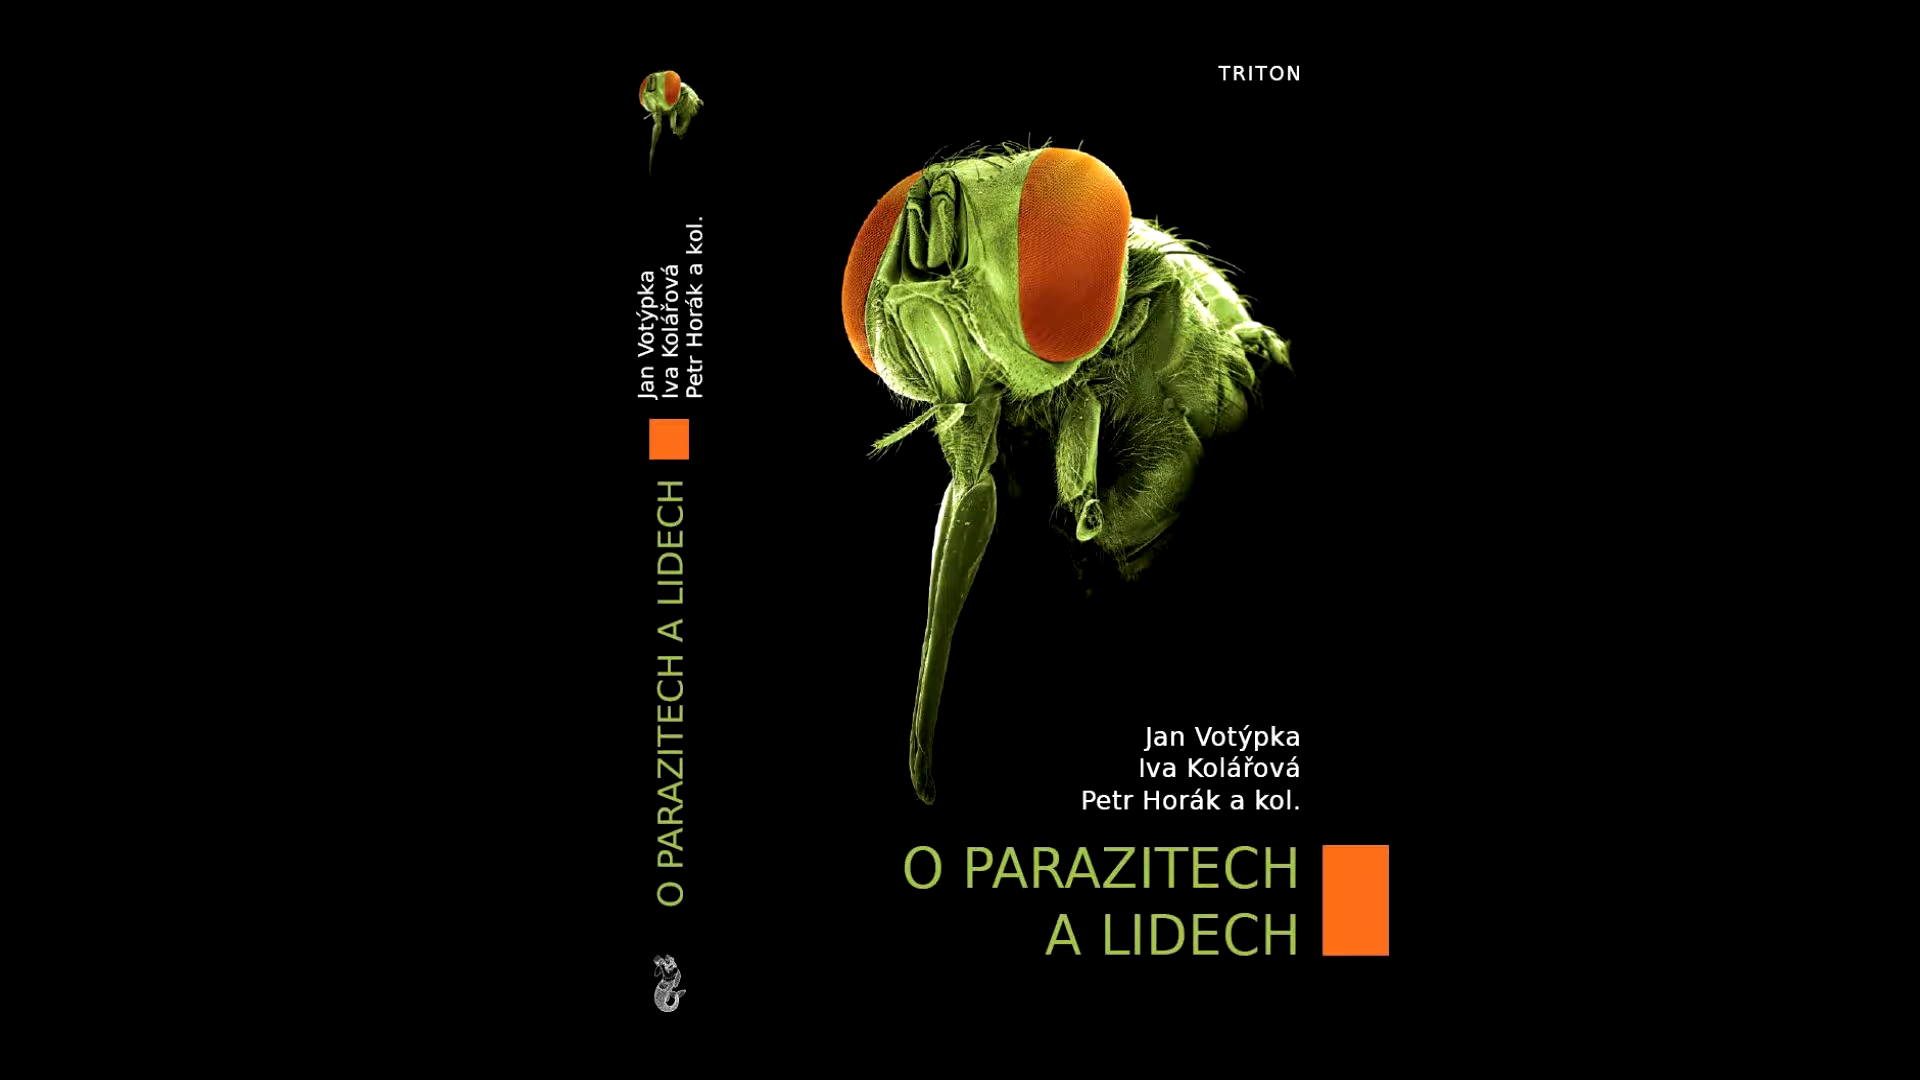 Jan Votýpka
Iva Kolářová
Petr Horák a kol.
O PARAZITECH A LIDECH
TRITON
Jan Votýpka
Iva Kolářová
Petr Horák a kol.
O PARAZITECH
A LIDECH